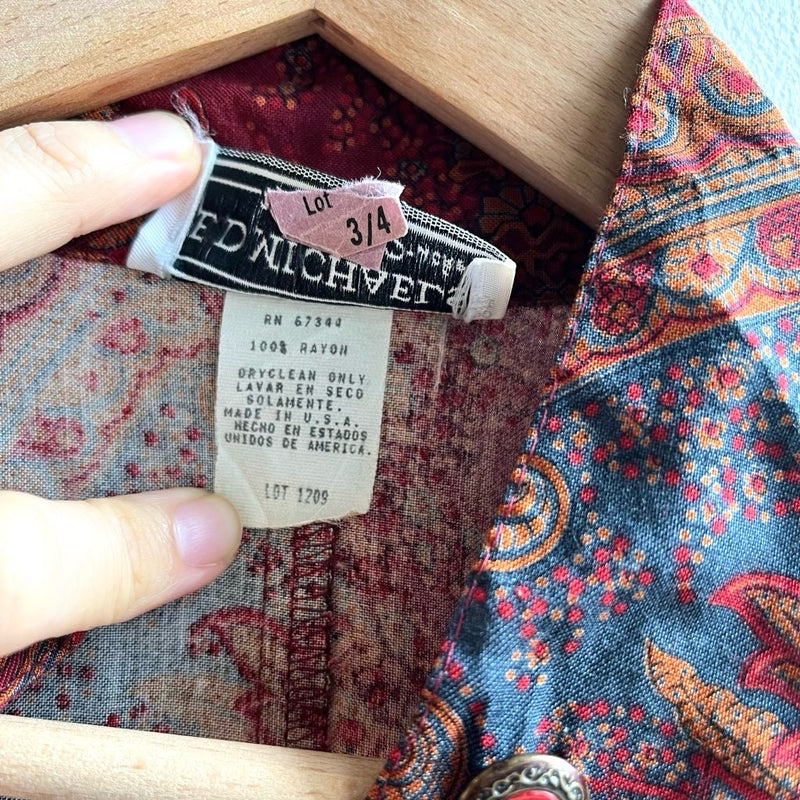 Lot
3/4
ED MICHAEL
RN 67344
100% RAYON
DRYCLEAN ONLY
LAVAR EN SECO
SOLAMENTE.
MADE IN U.S.A.
HECHO EN ESTADOS
UNIDOS DE AMERICA.
LOT 1209